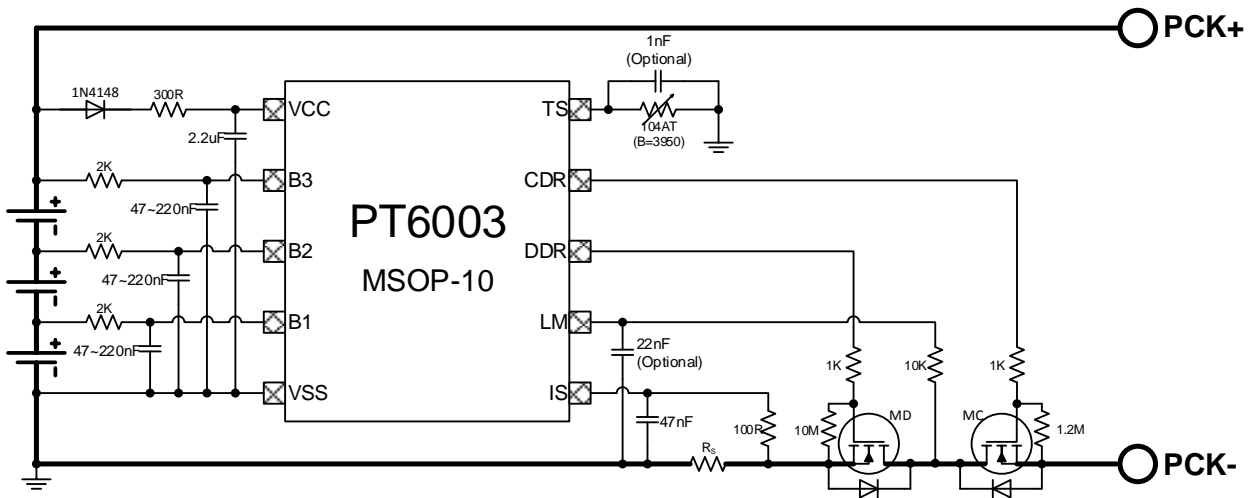 PCK+
1nF
(Optional)
1N4148
300R
VCC
TS
2.2uF
104AT
(B=3950)
2K
B3
CDR
47~220nF
PT6003
2K
B2
DDR
MSOP-10
47~220nF
2K
B1
LM
47~220nF
22nF
(Optional)
1K
10K
1K
VSS
IS
47nF
100R
10M
MD
MC
1.2M
RS
PCK-